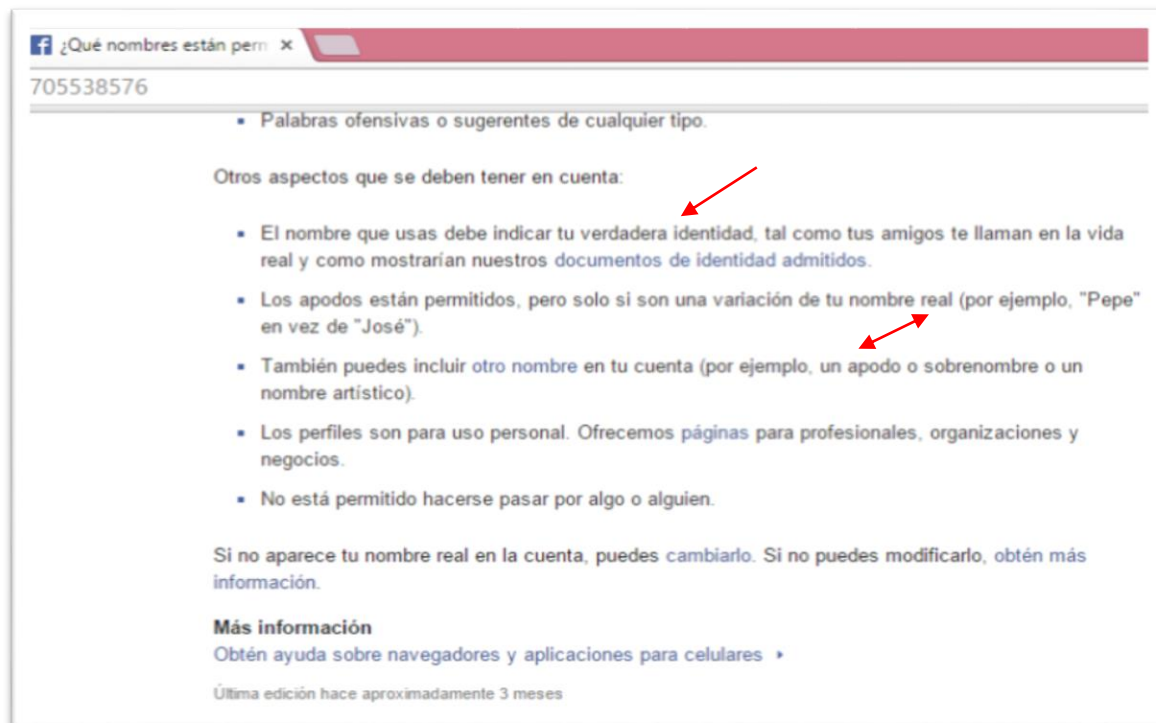 ¿Qué nombres están perm
705538576
Palabras ofensivas o sugerentes de cualquier tipo.
Otros aspectos que se deben tener en cuenta:
El nombre que usas debe indicar tu verdadera identidad, tal como tus amigos te llaman en la vida
real y como mostrarían nuestros documentos de identidad admitidos.
Los apodos están permitidos, pero solo si son una variación de tu nombre real (por ejemplo, "Pepe"
en vez de "José").
También puedes incluir otro nombre en tu cuenta (por ejemplo, un apodo o sobrenombre o un
nombre artístico).
Los perfiles son para uso personal. Ofrecemos páginas para profesionales, organizaciones y
negocios.
No está permitido hacerse pasar por algo o alguien.
Si no aparece tu nombre real en la cuenta, puedes cambiarlo. Si no puedes modificarlo, obtén más
información.
Más información
Obtén ayuda sobre navegadores y aplicaciones para celulares
Última edición hace aproximadamente 3 meses